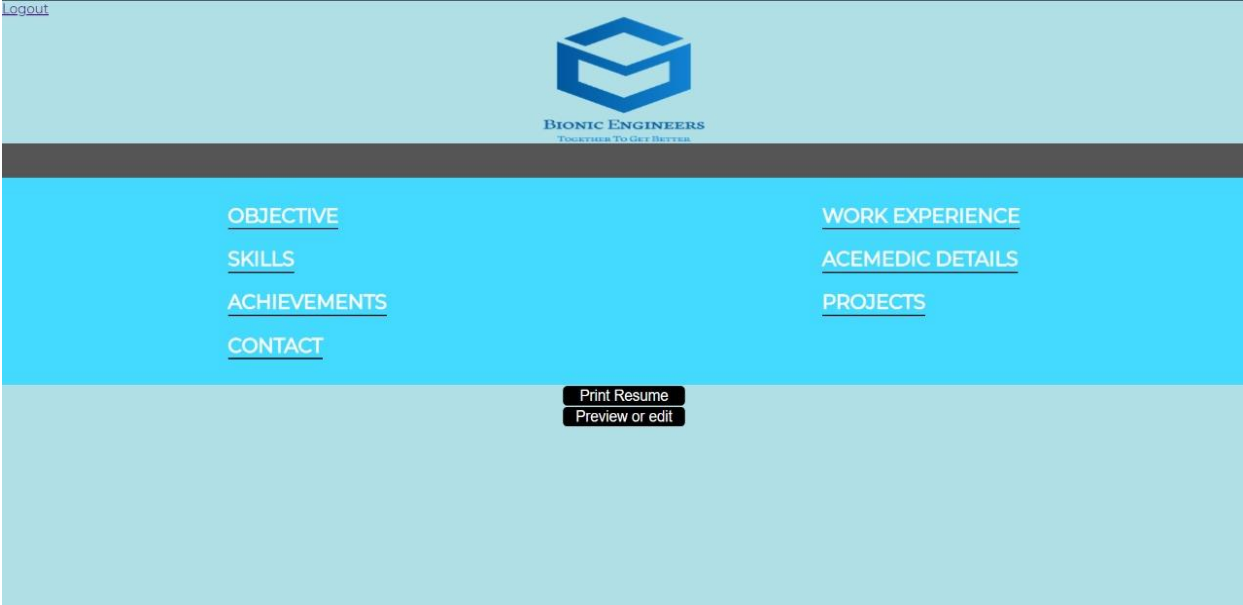 Logout
BIONIC ENGINEERS
TOGETHER TO GET BETTER
OBJECTIVE
SKILLS
ACHIEVEMENTS
CONTACT
WORK EXPERIENCE
ACEMEDIC DETAILS
PROJECTS
Print Resume
Preview or edit